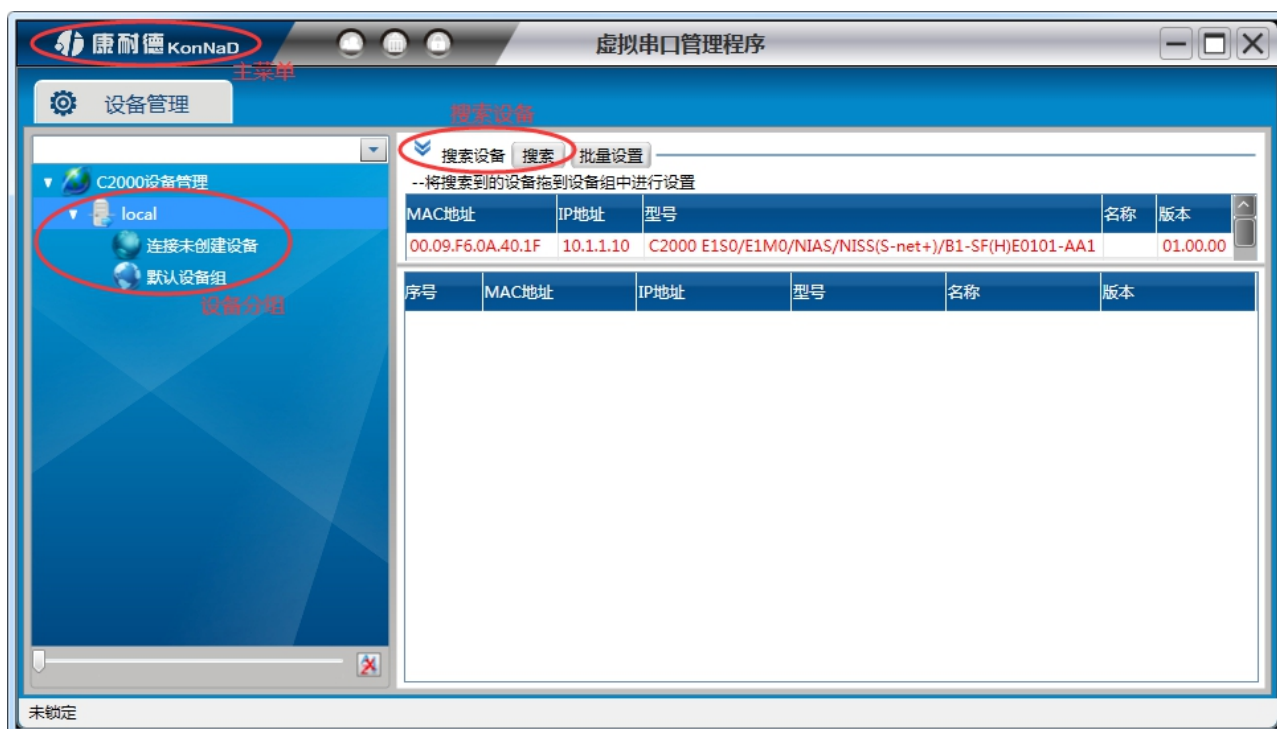 康耐德 KonNaD
虚拟串口管理程序
主菜单
设备管理
搜索设备
搜索设备 搜索 批量设置
--将搜索到的设备拖到设备组中进行设置
C2000设备管理
local
连接未创建设备
默认设备组
设备分组
MAC地址 IP地址 型号 名称 版本
00.09.F6.0A.40.1F 10.1.1.10 C2000 E1S0/E1M0/NIAS/NISS(S-net+)/B1-SF(H)E0101-AA1 01.00.00
序号 MAC地址 IP地址 型号 名称 版本
未锁定